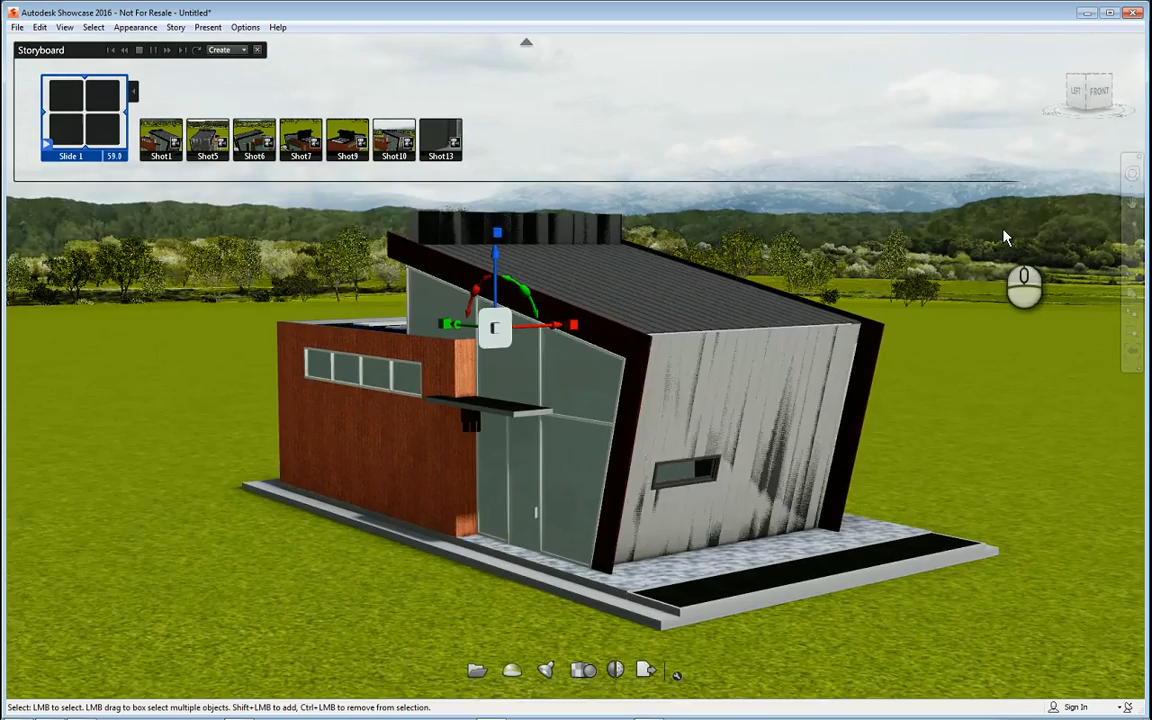 Autodesk Showcase 2016 - Not For Resale - Untitled*
File Edit View Select Appearance Story Present Options Help
Storyboard Create
LEFT FRONT
Slide 1 59.0 Shot1 Shot5 Shot6 Shot7 Shot9 Shot10 Shot13
Select: LMB to select. LMB drag to box select multiple objects. Shift+LMB to add, Ctrl+LMB to remove from selection. Sign In